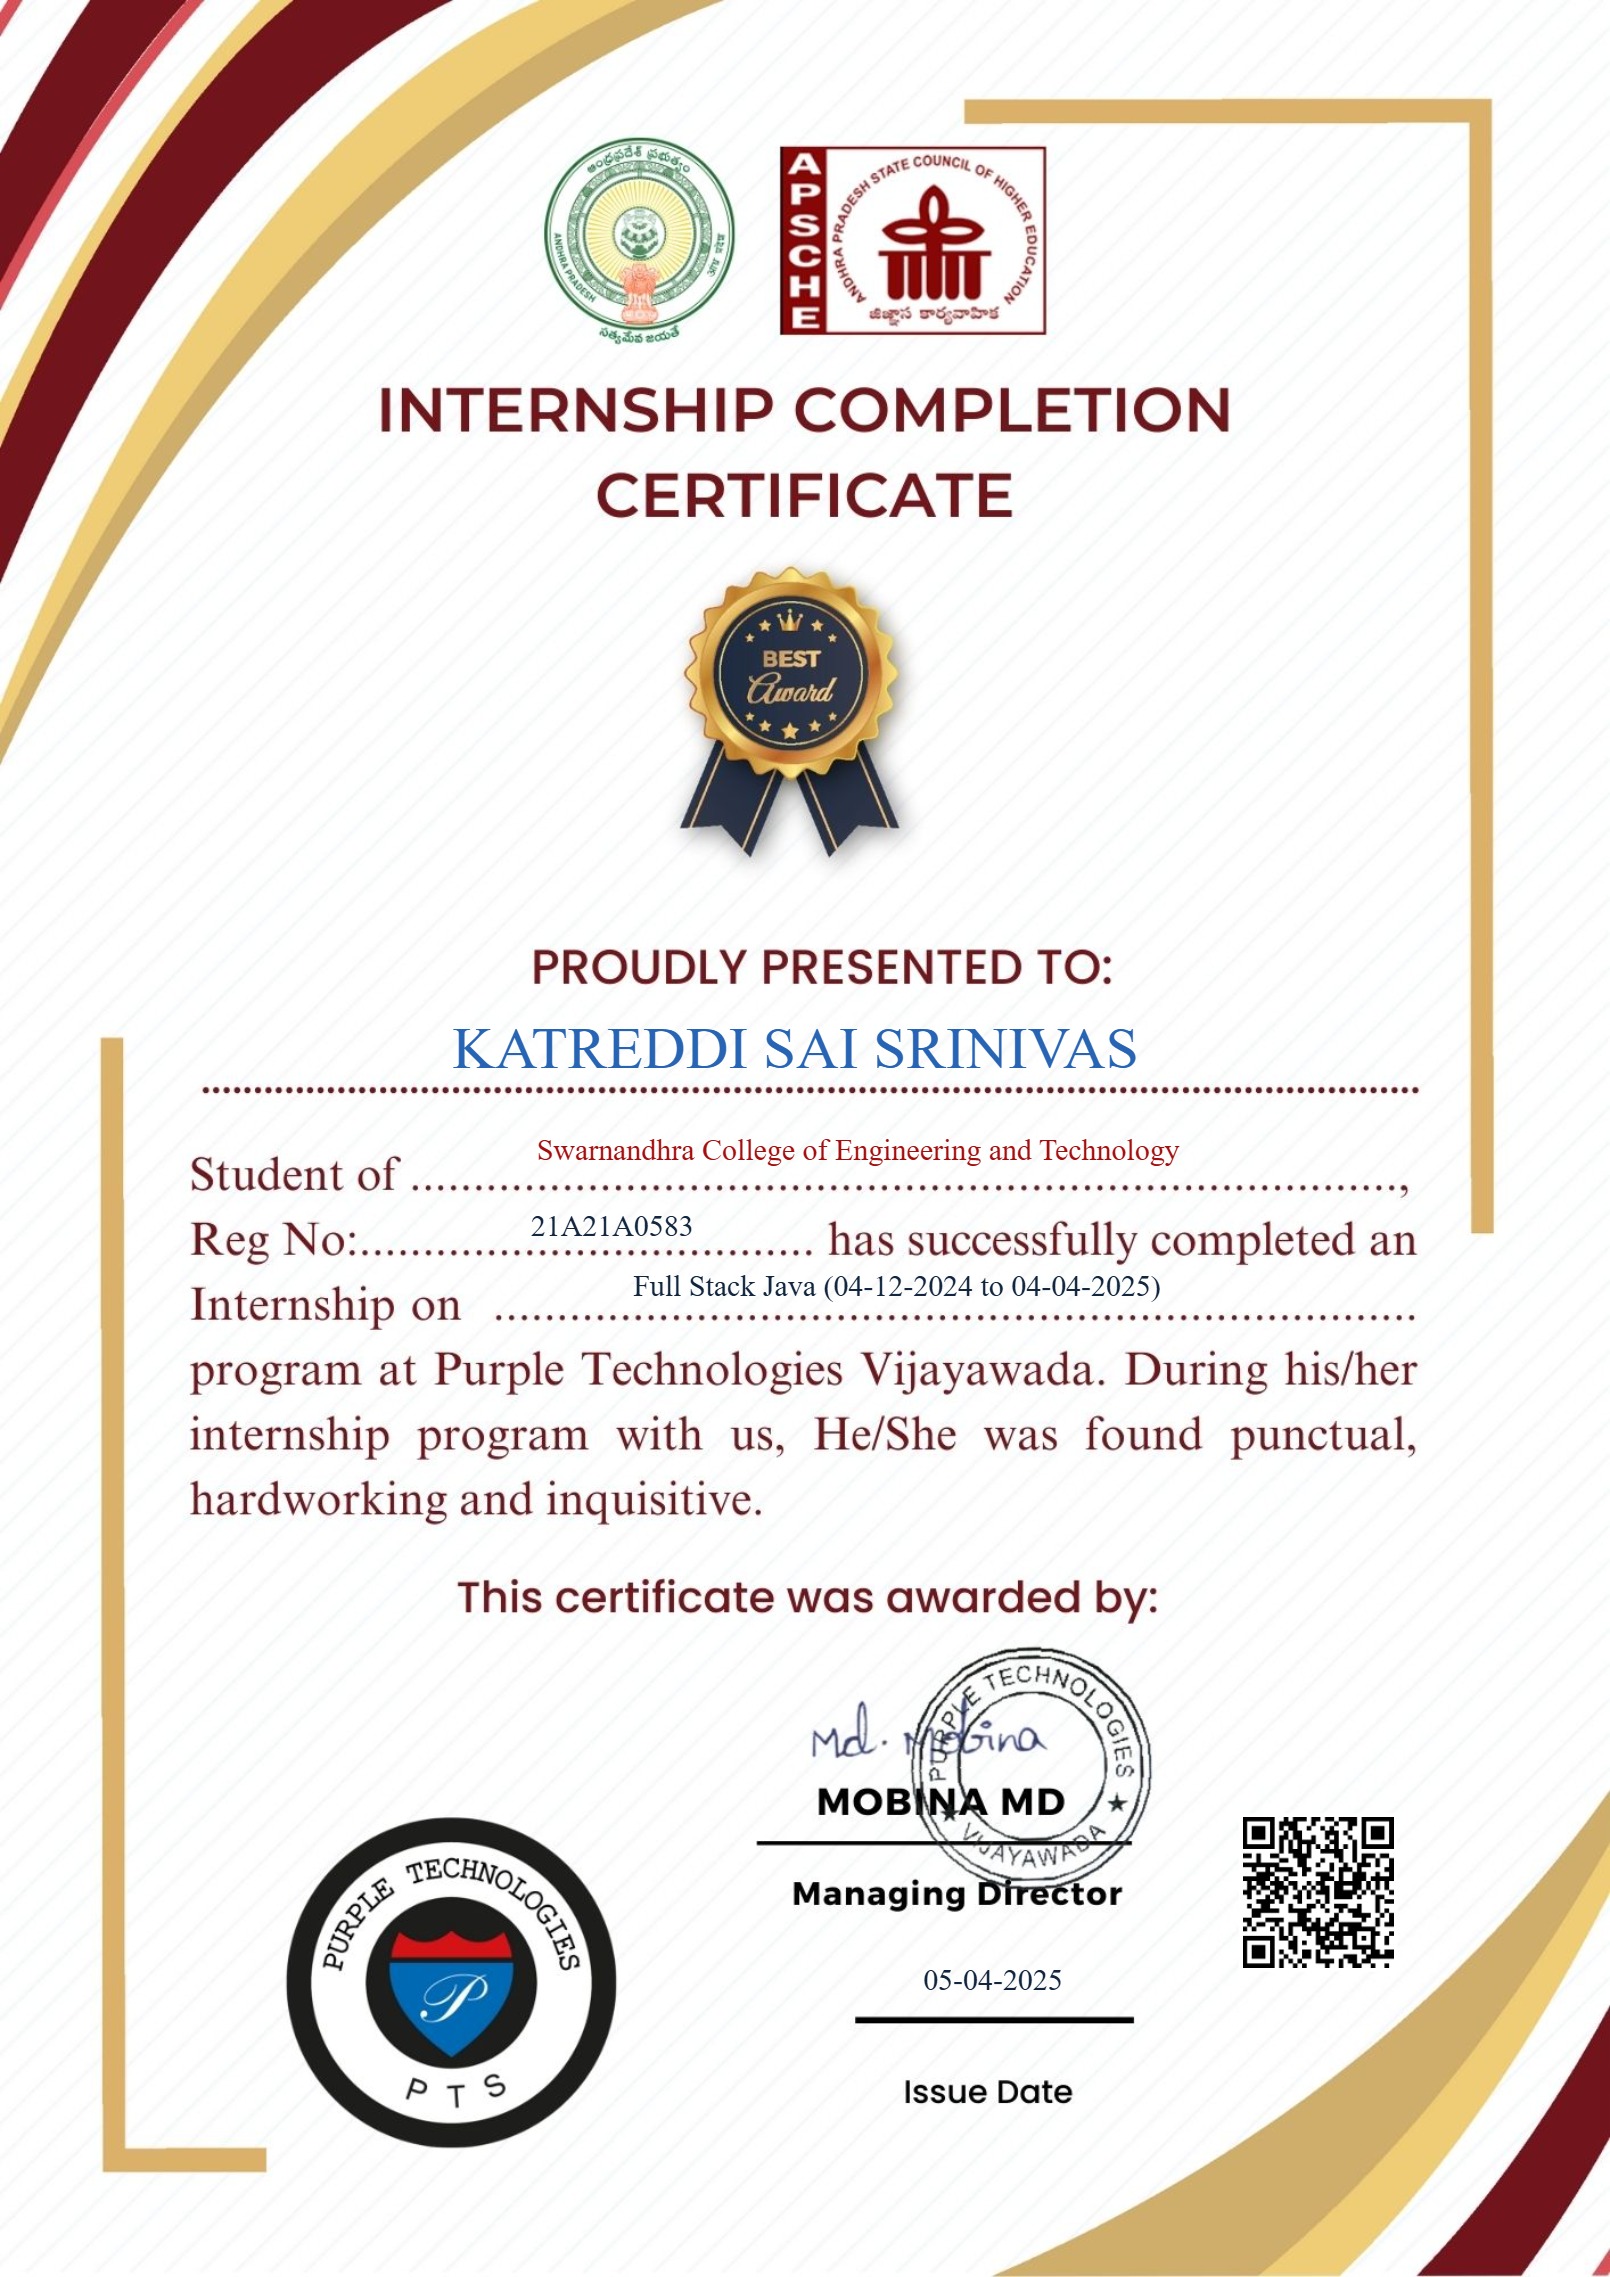 ఆంధ్రప్రదేశ్ ప్రభుత్వం
ANDHRA PRADESH
आन्ध्र प्रदेश
సత్యమేవ జయతే
APSCHE
ANDHRA PRADESH STATE COUNCIL OF HIGHER EDUCATION
జిజ్ఞాస కార్యవాహిక
INTERNSHIP COMPLETION
CERTIFICATE
BEST
Award
PROUDLY PRESENTED TO:
KATREDDI SAI SRINIVAS
Student of Swarnandhra College of Engineering and Technology,
Reg No: 21A21A0583 has successfully completed an
Internship on Full Stack Java (04-12-2024 to 04-04-2025)
program at Purple Technologies Vijayawada. During his/her
internship program with us, He/She was found punctual,
hardworking and inquisitive.
This certificate was awarded by:
Md. Mobina
PURPLE TECHNOLOGIES
VIJAYAWADA
MOBINA MD
Managing Director
PURPLE TECHNOLOGIES
P
PTS
05-04-2025
Issue Date